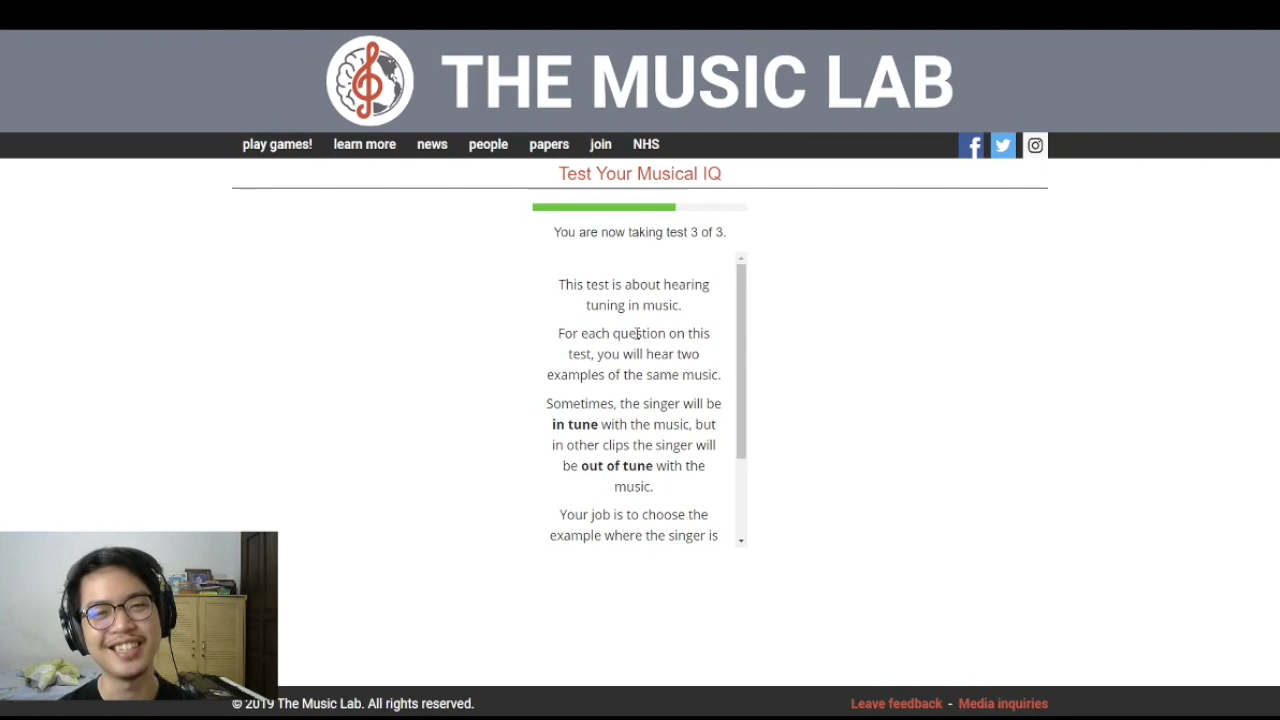 THE MUSIC LAB
play games! learn more news people papers join NHS
Test Your Musical IQ
You are now taking test 3 of 3.
This test is about hearing
tuning in music.
For each question on this
test, you will hear two
examples of the same music.
Sometimes, the singer will be
in tune with the music, but
in other clips the singer will
be out of tune with the
music.
Your job is to choose the
example where the singer is
© 2019 The Music Lab. All rights reserved.
Leave feedback - Media inquiries